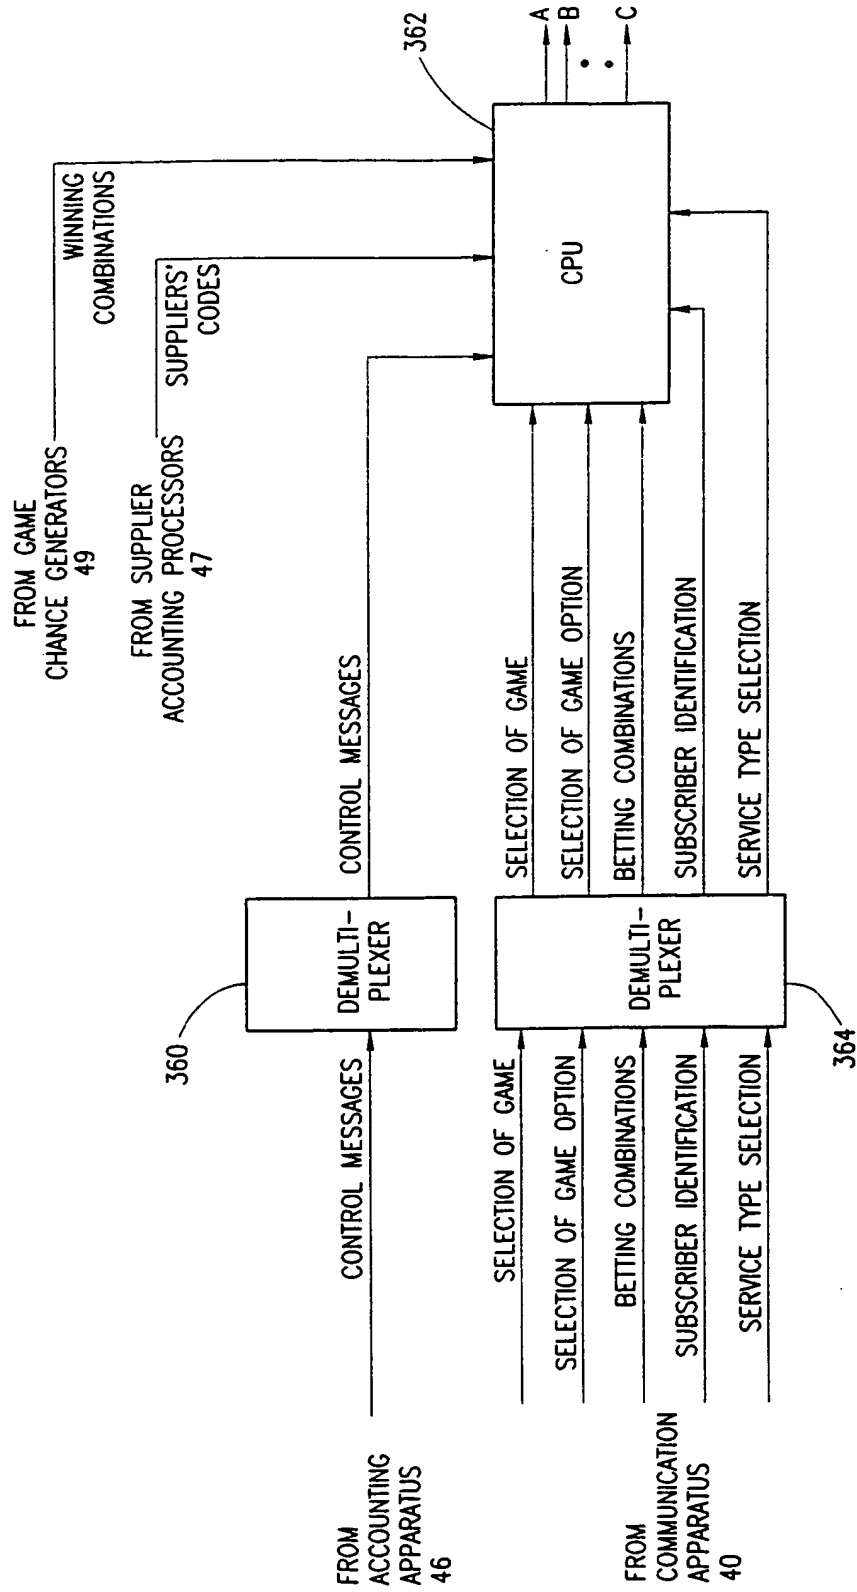 FROM GAME
CHANCE GENERATORS
49
WINNING
COMBINATIONS
FROM SUPPLIER
ACCOUNTING PROCESSORS
47
SUPPLIERS'
CODES
362
A
B
C
CPU
FROM
ACCOUNTING
APPARATUS
46
CONTROL MESSAGES
360
DEMULTI-
PLEXER
CONTROL MESSAGES
FROM
COMMUNICATION
APPARATUS
40
SELECTION OF GAME
SELECTION OF GAME OPTION
BETTING COMBINATIONS
SUBSCRIBER IDENTIFICATION
SERVICE TYPE SELECTION
DEMULTI-
PLEXER
364
SELECTION OF GAME
SELECTION OF GAME OPTION
BETTING COMBINATIONS
SUBSCRIBER IDENTIFICATION
SERVICE TYPE SELECTION